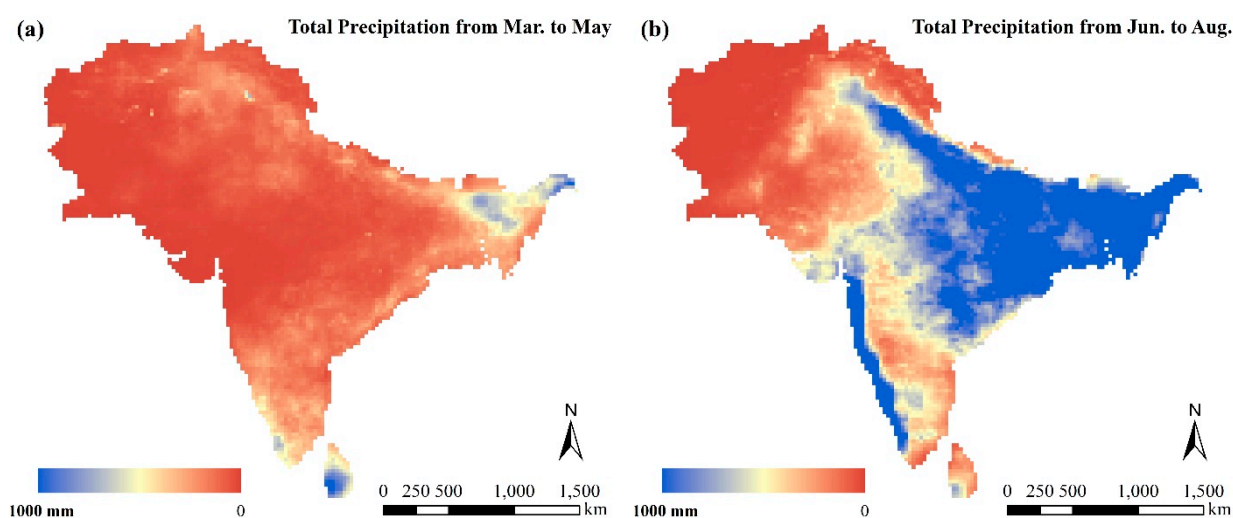 (a) Total Precipitation from Mar. to May
N
1000 mm 0
0 250 500 1,000 1,500
km
(b) Total Precipitation from Jun. to Aug.
N
1000 mm 0
0 250 500 1,000 1,500
km